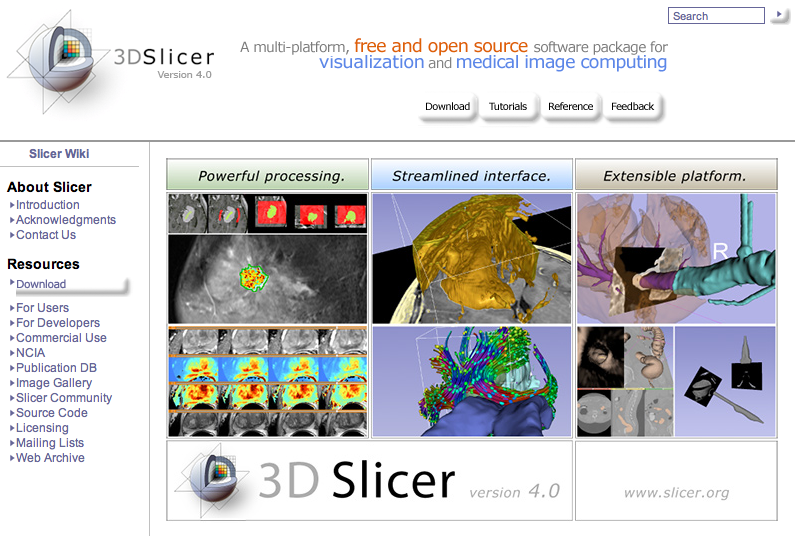 Search
3DSlicer
Version 4.0
A multi-platform, free and open source software package for
visualization and medical image computing
Download Tutorials Reference Feedback
Slicer Wiki
About Slicer
Introduction
Acknowledgments
Contact Us
Resources
Download
For Users
For Developers
Commercial Use
NCIA
Publication DB
Image Gallery
Slicer Community
Source Code
Licensing
Mailing Lists
Web Archive
Powerful processing. Streamlined interface. Extensible platform.
R
3D Slicer version 4.0
www.slicer.org